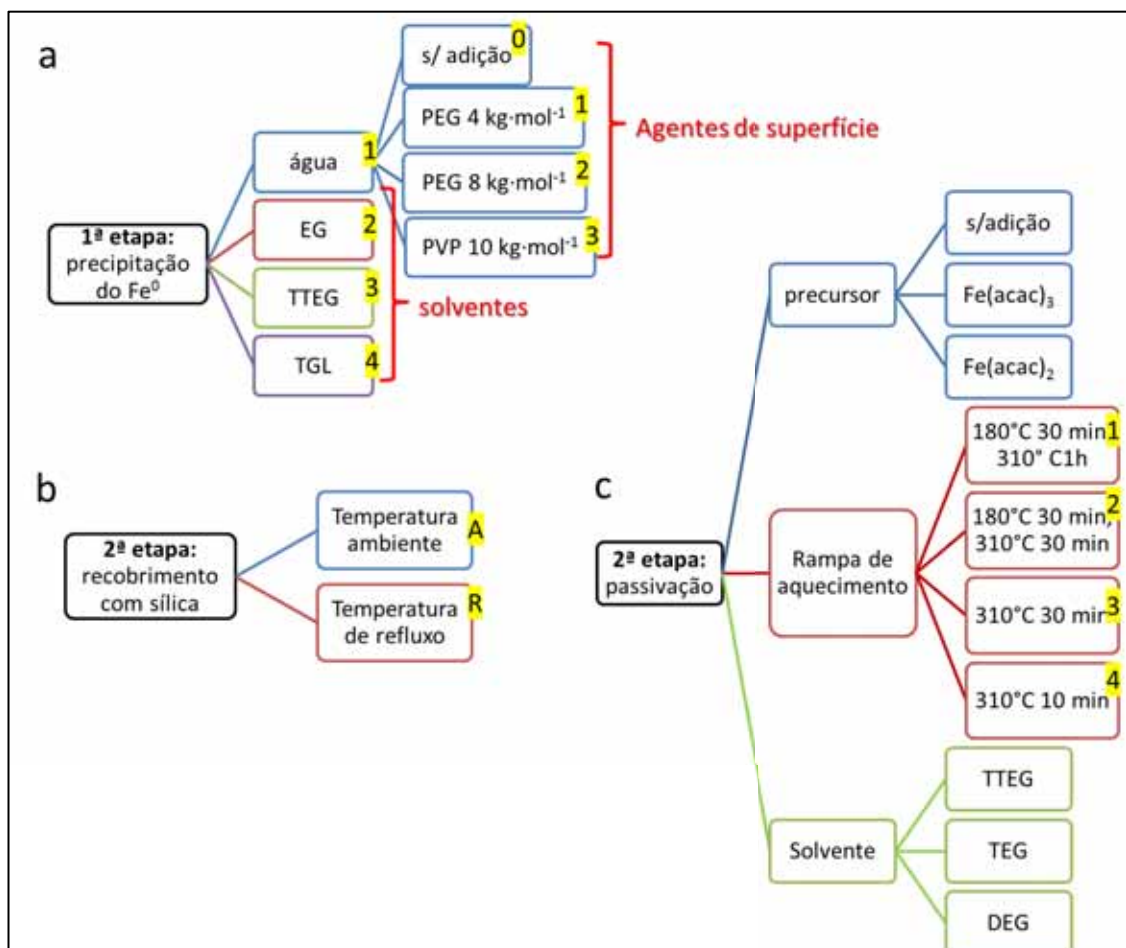 a
s/ adição 0
PEG 4 kg·mol⁻¹ 1
PEG 8 kg·mol⁻¹ 2
PVP 10 kg·mol⁻¹ 3
Agentes de superfície
1ª etapa:
precipitação
do Fe⁰
água 1
EG 2
TTEG 3
TGL 4
solventes
b
2ª etapa:
recobrimento
com sílica
Temperatura
ambiente A
Temperatura
de refluxo R
c
2ª etapa:
passivação
precursor
s/adição
Fe(acac)₃
Fe(acac)₂
Rampa de
aquecimento
180°C 30 min 1
310° C1h
180°C 30 min, 2
310°C 30 min
310°C 30 min 3
310°C 10 min 4
Solvente
TTEG
TEG
DEG